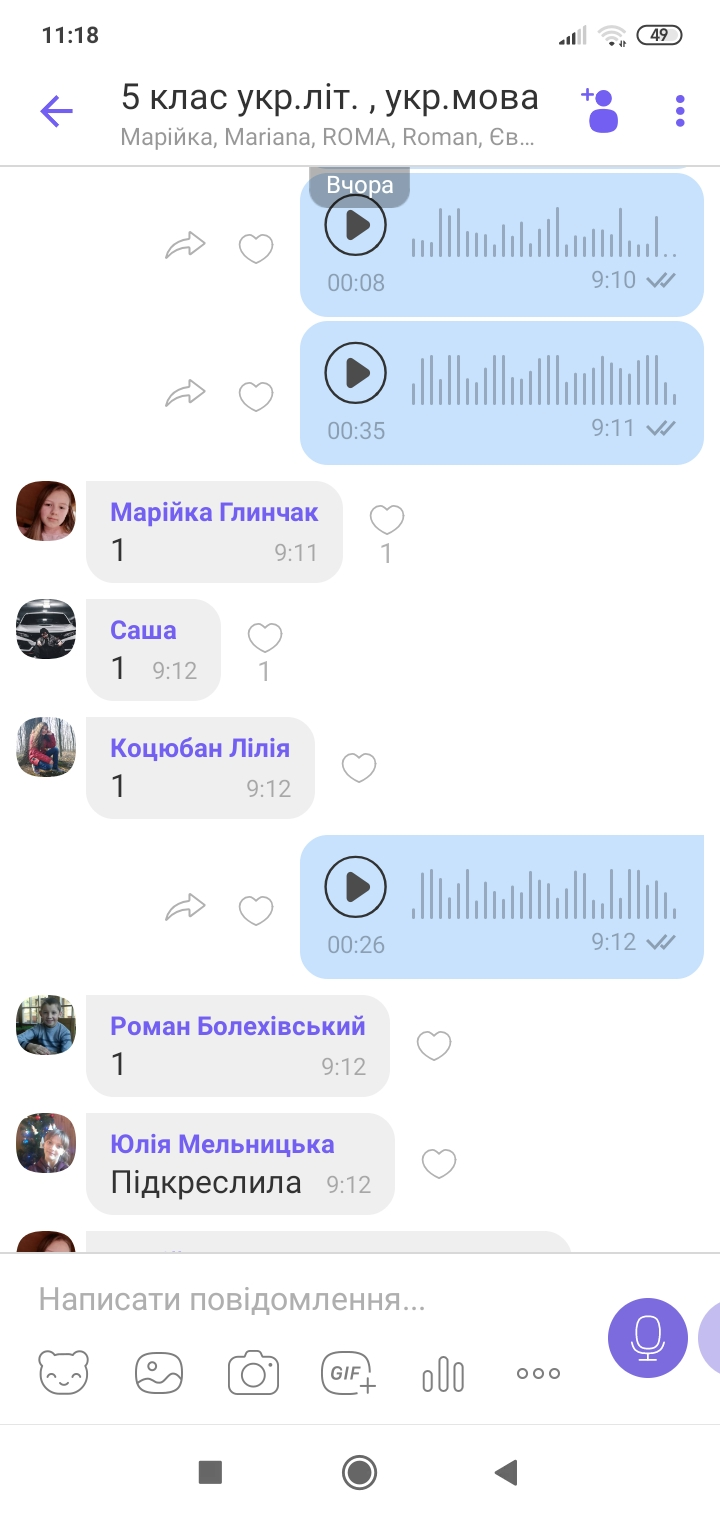 11:18
49
5 клас укр.літ. , укр.мова
Марійка, Mariana, ROMA, Roman, Єв...
Вчора
00:08 9:10
00:35 9:11
Марійка Глинчак
1 9:11
1
Саша
1 9:12
1
Коцюбан Лілія
1 9:12
00:26 9:12
Роман Болехівський
1 9:12
Юлія Мельницька
Підкреслила 9:12
Написати повідомлення...
GIF